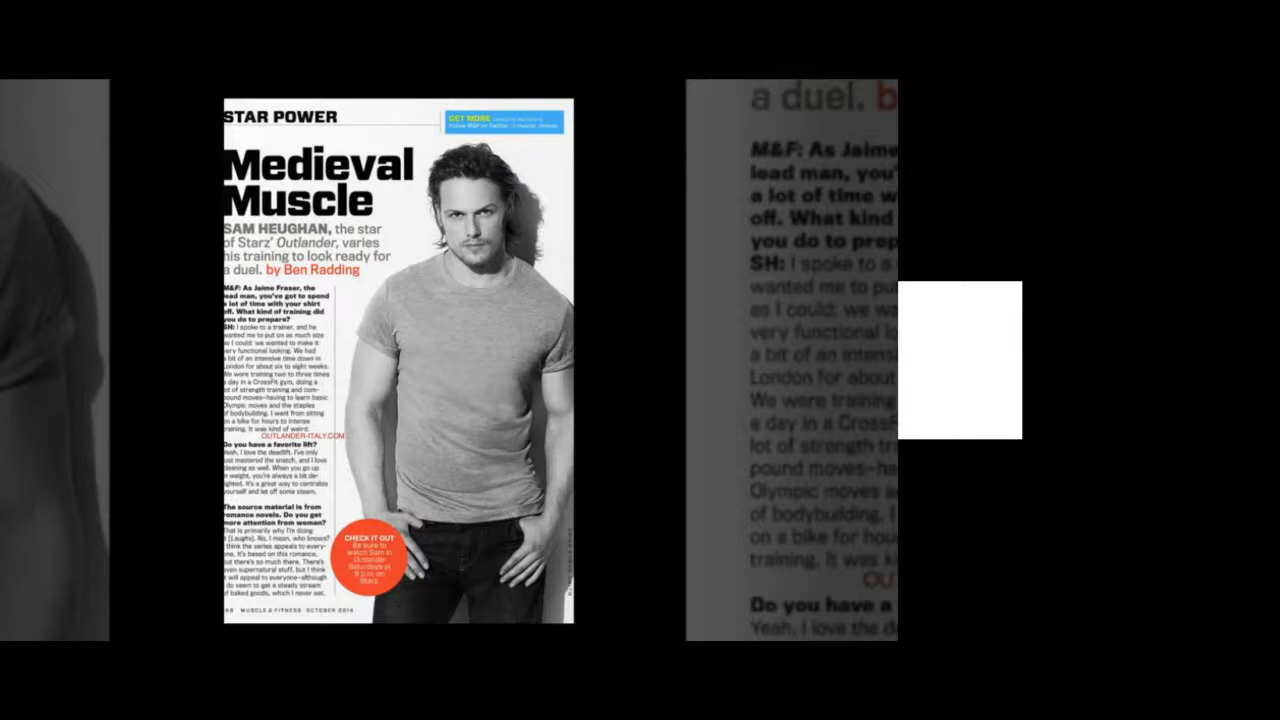 STAR POWER
GET MORE
Medieval
Muscle
SAM HEUGHAN, the star
of Starz' Outlander, varies
his training to look ready for
a duel. by Ben Radding
M&F: As Jaime Fraser, the
lead man, you've got to spend
a lot of time with your shirt
off. What kind of training did
you do to prepare?
SH: I spoke to a trainer, and he
wanted me to put on as much size
as I could; we wanted to make it
very functional looking. We had
a bit of an intensive time down in
London for about six to eight weeks.
We were training two to three times
a day in a CrossFit gym, doing a
lot of strength training and com-
pound moves—having to learn basic
Olympic moves and the staples
of bodybuilding. I went from sitting
on a bike for hours to intense
training. It was kind of weird.
OUTLANDER-ITALY.COM
Do you have a favorite lift?
Yeah, I love the deadlift. I've only
just mastered the snatch, and I love
cleaning as well. When you go up
in weight, you're always a bit de-
lighted. It's a great way to centralize
yourself and let off some steam.
The source material is from
romance novels. Do you get
more attention from women?
That is primarily why I'm doing
it [Laughs]. No, I mean, who knows?
I think the series appeals to every-
one. It's based on this romance,
but there's so much there. There's
even supernatural stuff, but I think
it will appeal to everyone—although
I do seem to get a steady stream
of baked goods, which I never eat.
CHECK IT OUT
Be sure to
watch Sam in
Outlander
Saturdays at
9 p.m. on
Starz
68 MUSCLE & FITNESS OCTOBER 2014
a duel. b
M&F: As Jaime
lead man, you'
a lot of time w
off. What kind
you do to prep
SH: I spoke to a
wanted me to pu
as I could; we wa
very functional lo
a bit of an intens
London for about
We were training
a day in a CrossF
lot of strength tra
pound moves—ha
Olympic moves a
of bodybuilding. I
on a bike for hou
training. It was ki
OU
Do you have a
Yeah, I love the de